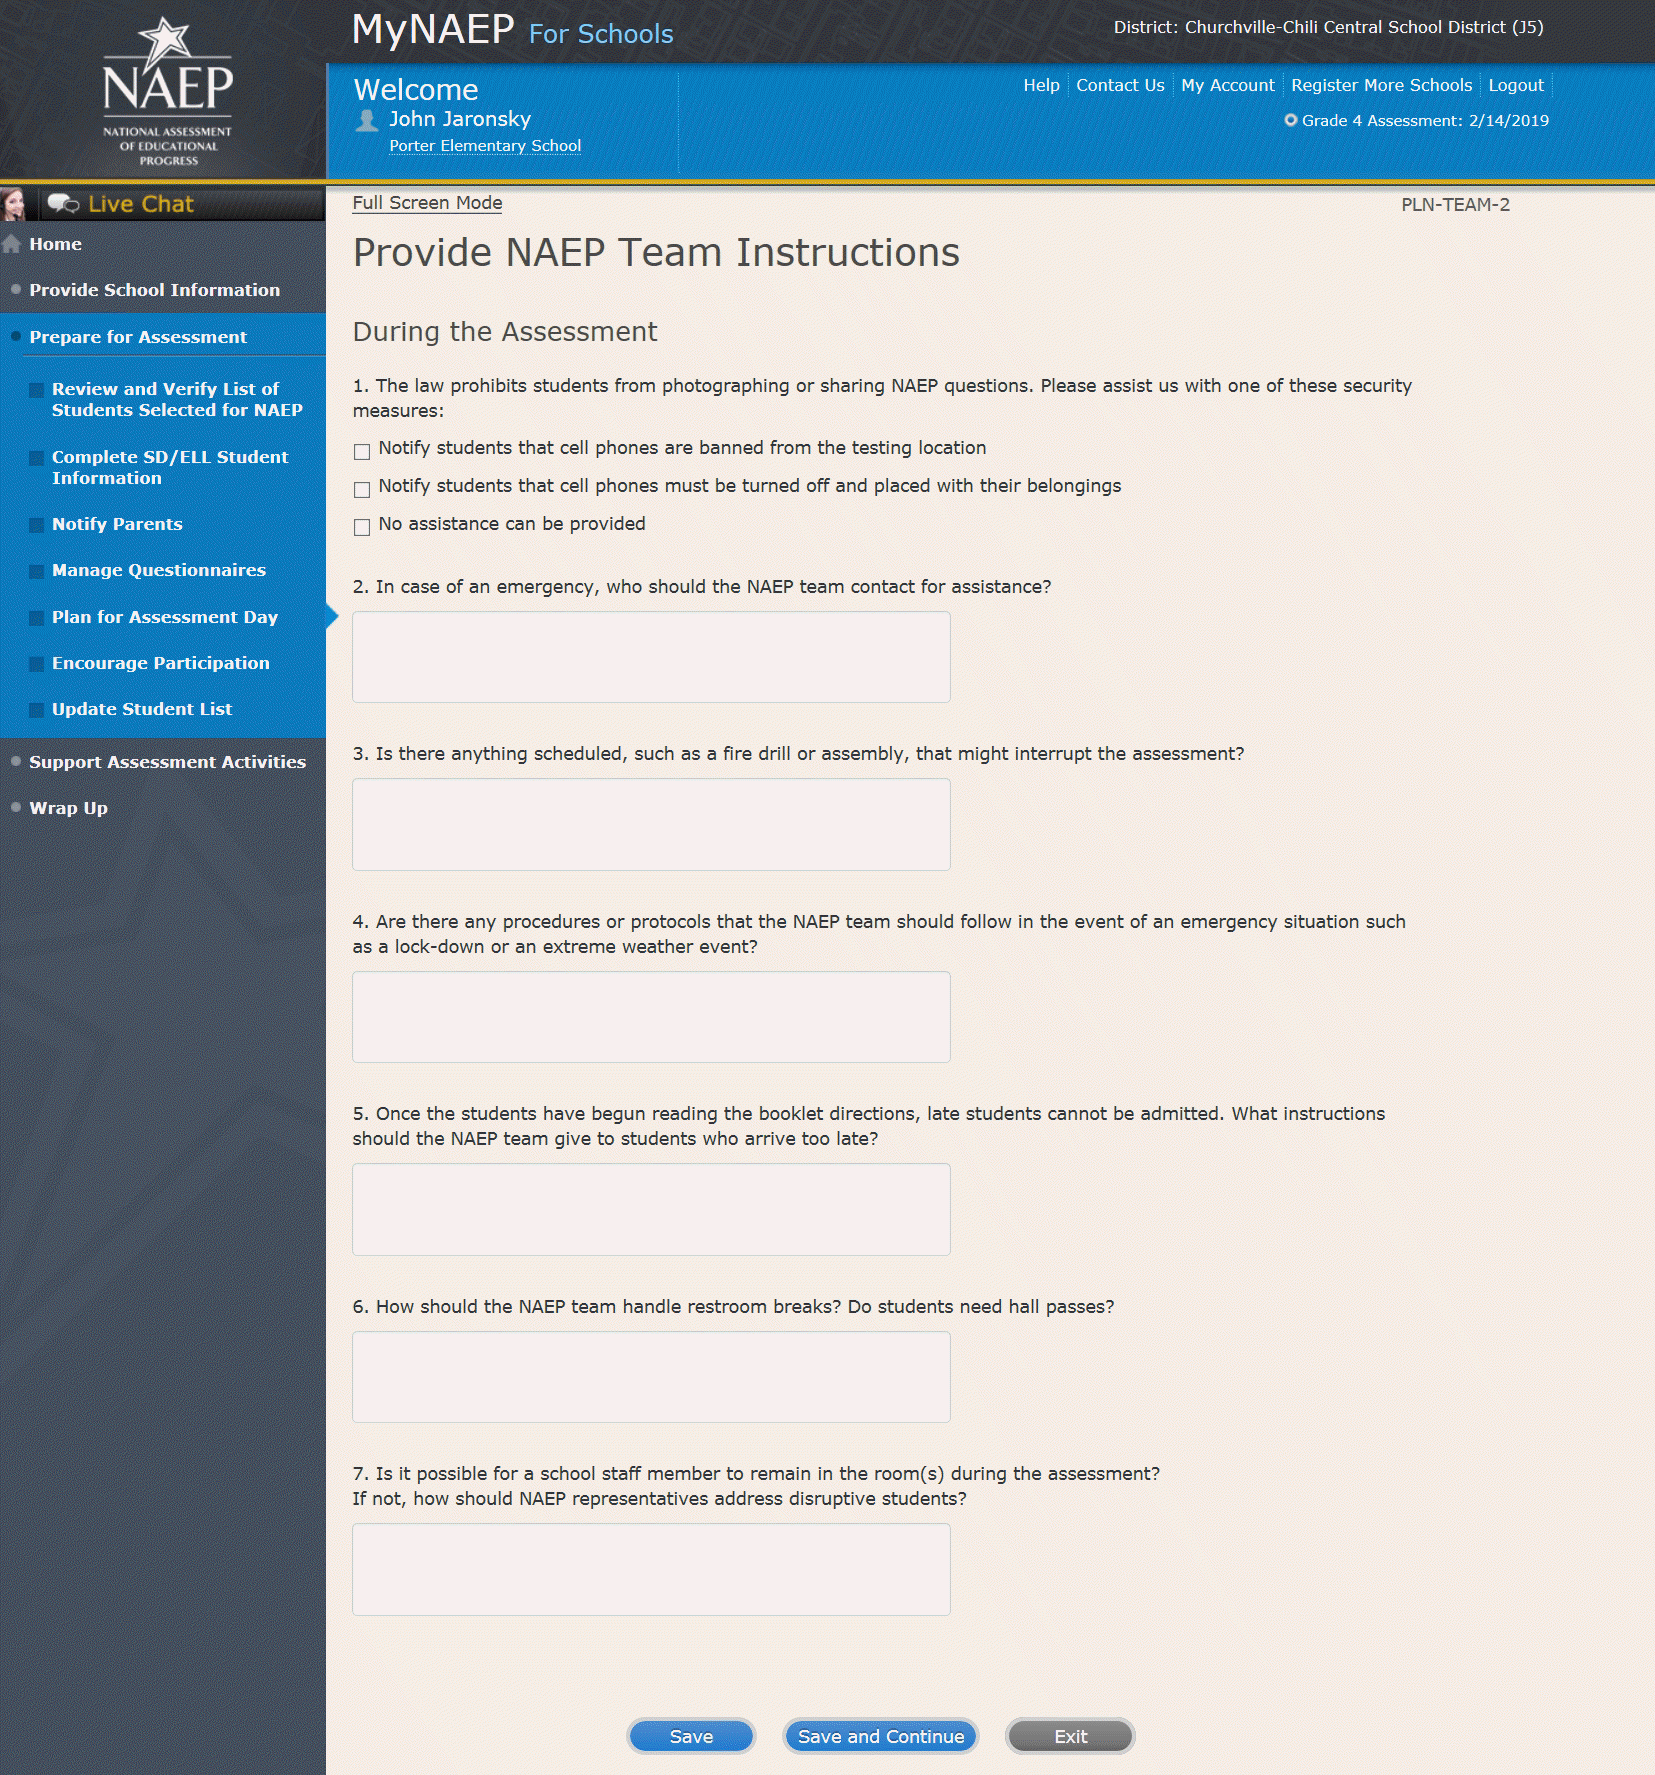 NAEP
NATIONAL ASSESSMENT
OF EDUCATIONAL
PROGRESS
MyNAEP For Schools
District: Churchville-Chili Central School District (J5)
Welcome
John Jaronsky
Porter Elementary School
Help
Contact Us
My Account
Register More Schools
Logout
Grade 4 Assessment: 2/14/2019
Live Chat
Home
Provide School Information
Prepare for Assessment
Review and Verify List of
Students Selected for NAEP
Complete SD/ELL Student
Information
Notify Parents
Manage Questionnaires
Plan for Assessment Day
Encourage Participation
Update Student List
Support Assessment Activities
Wrap Up
Full Screen Mode
PLN-TEAM-2
Provide NAEP Team Instructions
During the Assessment
1. The law prohibits students from photographing or sharing NAEP questions. Please assist us with one of these security
measures:
Notify students that cell phones are banned from the testing location
Notify students that cell phones must be turned off and placed with their belongings
No assistance can be provided
2. In case of an emergency, who should the NAEP team contact for assistance?
3. Is there anything scheduled, such as a fire drill or assembly, that might interrupt the assessment?
4. Are there any procedures or protocols that the NAEP team should follow in the event of an emergency situation such
as a lock-down or an extreme weather event?
5. Once the students have begun reading the booklet directions, late students cannot be admitted. What instructions
should the NAEP team give to students who arrive too late?
6. How should the NAEP team handle restroom breaks? Do students need hall passes?
7. Is it possible for a school staff member to remain in the room(s) during the assessment?
If not, how should NAEP representatives address disruptive students?
Save
Save and Continue
Exit